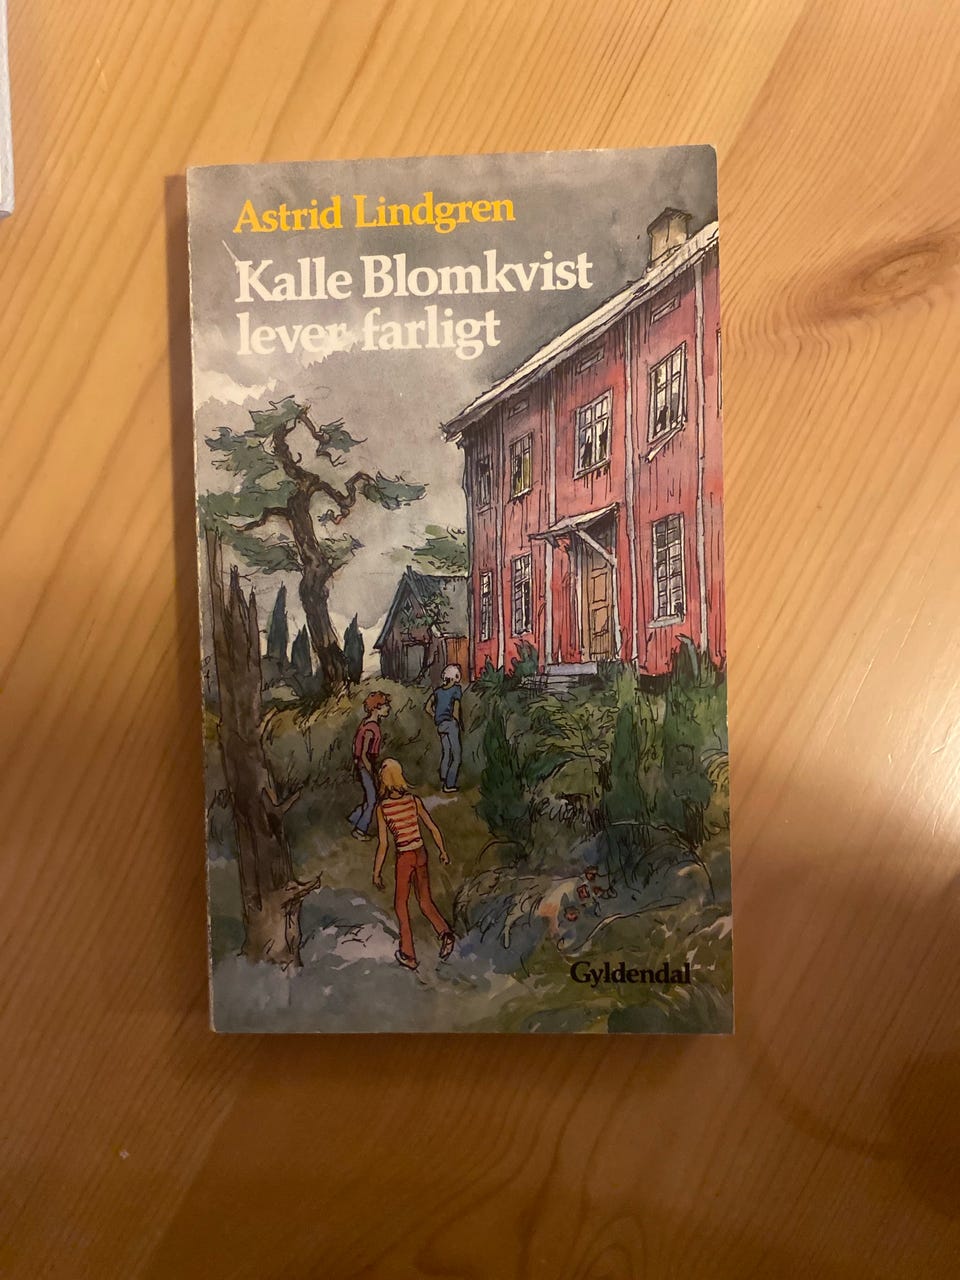 Astrid Lindgren
Kalle Blomkvist
lever farligt
Gyldendal